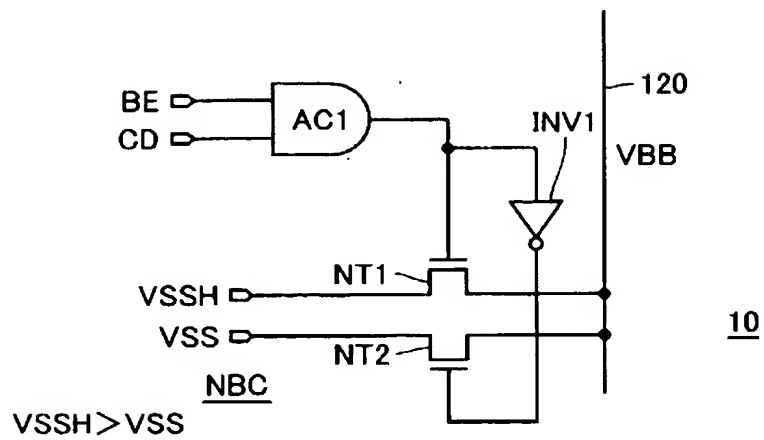 BE
CD
AC1
INV1
120
VBB
NT1
VSSH
VSS
NT2
10
NBC
VSSH>VSS